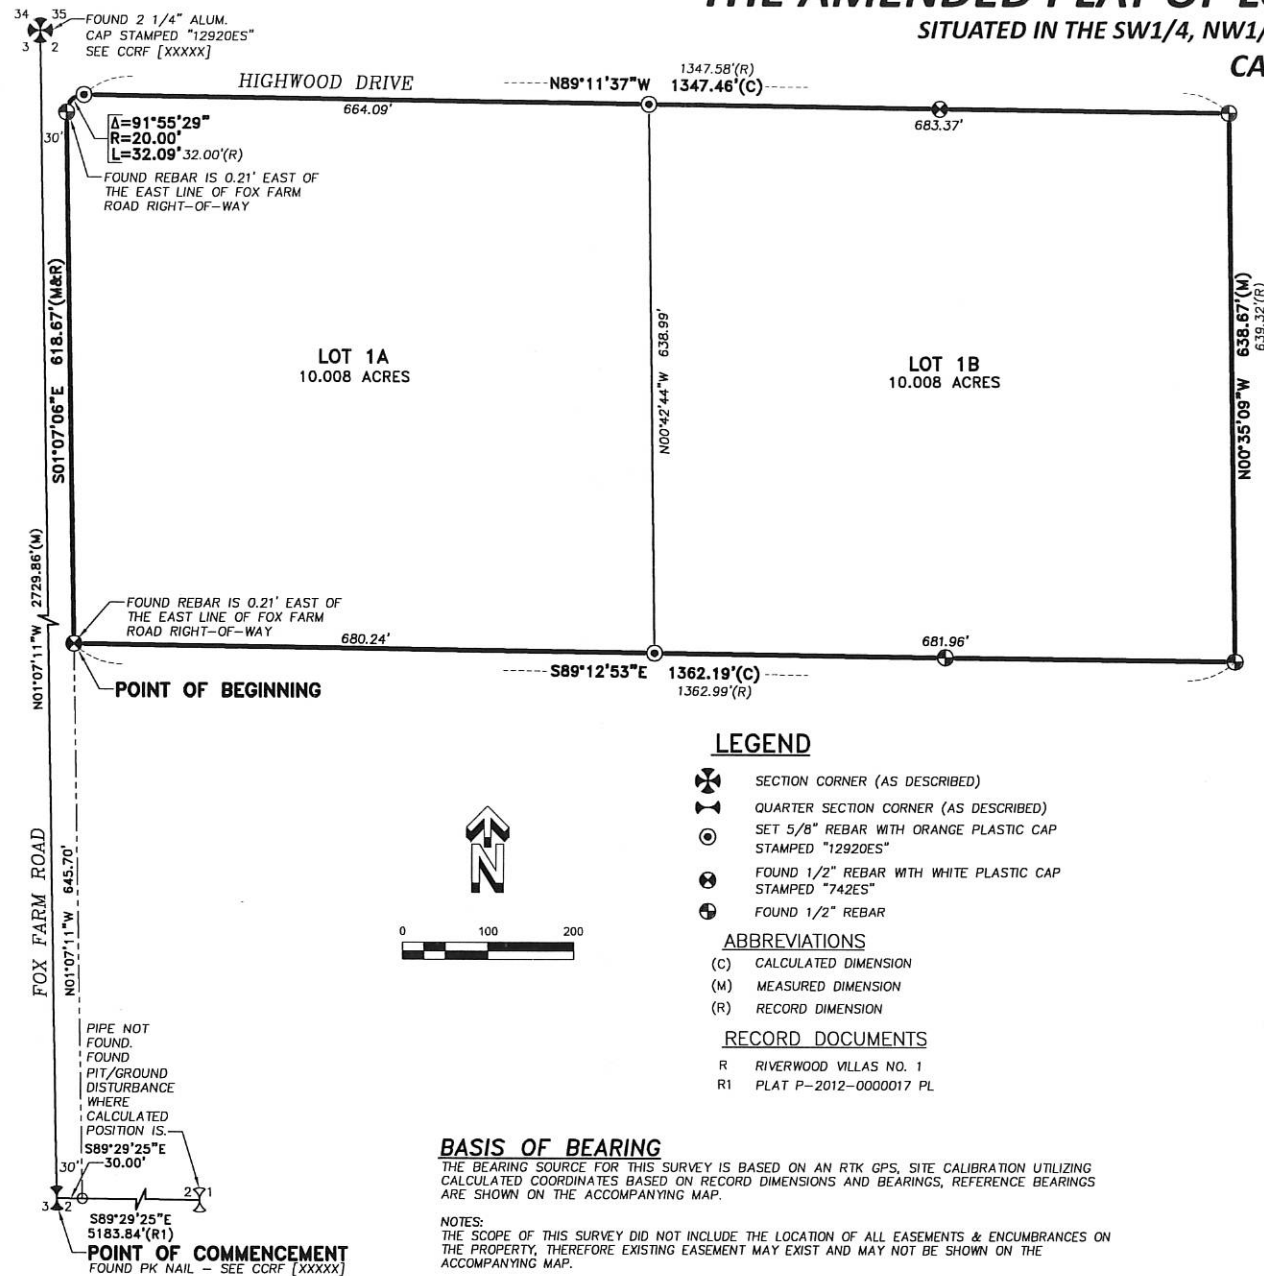 THE AMENDED PLAT OF
SITUATED IN THE SW1/4, NW1/
CA
34 35
3 2
FOUND 2 1/4" ALUM.
CAP STAMPED "12920ES"
SEE CCRF [XXXXX]
HIGHWOOD DRIVE
664.09'
1347.58'(R)
N89°11'37"W 1347.46'(C)
683.37'
Δ=91°55'29"
R=20.00'
L=32.09' 32.00'(R)
30'
FOUND REBAR IS 0.21' EAST OF
THE EAST LINE OF FOX FARM
ROAD RIGHT-OF-WAY
S01°07'06"E 618.67'(M&R)
LOT 1A
10.008 ACRES
N00°42'44"W 638.99'
LOT 1B
10.008 ACRES
N00°35'09"W 638.67'(M)
639.32'(R)
N01°07'11"W 2729.86'(M)
FOUND REBAR IS 0.21' EAST OF
THE EAST LINE OF FOX FARM
ROAD RIGHT-OF-WAY
680.24'
681.96'
S89°12'53"E 1362.19'(C)
1362.99'(R)
POINT OF BEGINNING
FOX FARM ROAD
N01°07'11"W 645.70'
N
0 100 200
LEGEND
SECTION CORNER (AS DESCRIBED)
QUARTER SECTION CORNER (AS DESCRIBED)
SET 5/8" REBAR WITH ORANGE PLASTIC CAP
STAMPED "12920ES"
FOUND 1/2" REBAR WITH WHITE PLASTIC CAP
STAMPED "742ES"
FOUND 1/2" REBAR
ABBREVIATIONS
(C) CALCULATED DIMENSION
(M) MEASURED DIMENSION
(R) RECORD DIMENSION
RECORD DOCUMENTS
R RIVERWOOD VILLAS NO. 1
R1 PLAT P-2012-0000017 PL
PIPE NOT
FOUND.
FOUND
PIT/GROUND
DISTURBANCE
WHERE
CALCULATED
POSITION IS.
S89°29'25"E
30.00'
30'
3 2
2 1
S89°29'25"E
5183.84'(R1)
POINT OF COMMENCEMENT
FOUND PK NAIL - SEE CCRF [XXXXX]
BASIS OF BEARING
THE BEARING SOURCE FOR THIS SURVEY IS BASED ON AN RTK GPS, SITE CALIBRATION UTILIZING
CALCULATED COORDINATES BASED ON RECORD DIMENSIONS AND BEARINGS, REFERENCE BEARINGS
ARE SHOWN ON THE ACCOMPANYING MAP.
NOTES:
THE SCOPE OF THIS SURVEY DID NOT INCLUDE THE LOCATION OF ALL EASEMENTS & ENCUMBRANCES ON
THE PROPERTY, THEREFORE EXISTING EASEMENT MAY EXIST AND MAY NOT BE SHOWN ON THE
ACCOMPANYING MAP.